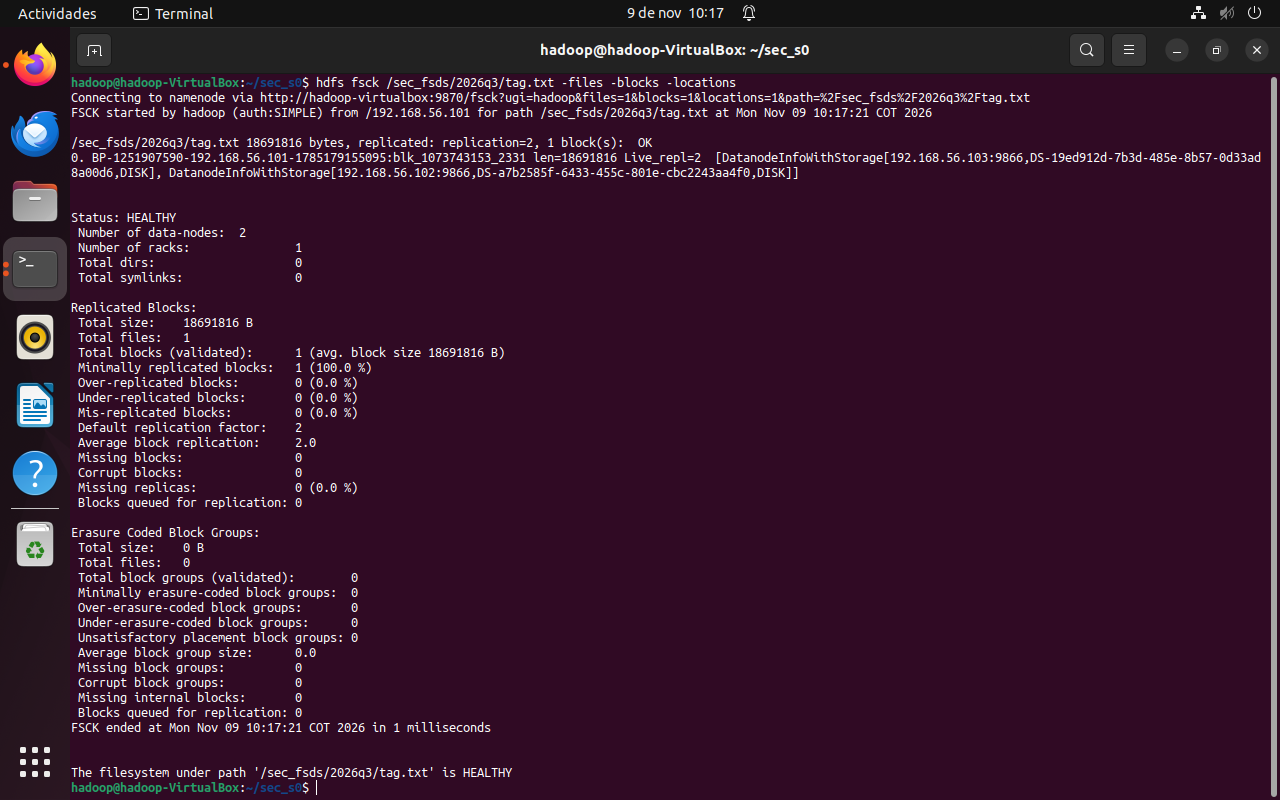 Actividades
Terminal
9 de nov 10:17
hadoop@hadoop-VirtualBox: ~/sec_s0
hadoop@hadoop-VirtualBox:~/sec_s0$ hdfs fsck /sec_fsds/2026q3/tag.txt -files -blocks -locations
Connecting to namenode via http://hadoop-virtualbox:9870/fsck?ugi=hadoop&files=1&blocks=1&locations=1&path=%2Fsec_fsds%2F2026q3%2Ftag.txt
FSCK started by hadoop (auth:SIMPLE) from /192.168.56.101 for path /sec_fsds/2026q3/tag.txt at Mon Nov 09 10:17:21 COT 2026
/sec_fsds/2026q3/tag.txt 18691816 bytes, replicated: replication=2, 1 block(s):  OK
0. BP-1251907590-192.168.56.101-1785179155095:blk_1073743153_2331 len=18691816 Live_repl=2  [DatanodeInfoWithStorage[192.168.56.103:9866,DS-19ed912d-7b3d-485e-8b57-0d33ad
8a00d6,DISK], DatanodeInfoWithStorage[192.168.56.102:9866,DS-a7b2585f-6433-455c-801e-cbc2243aa4f0,DISK]]
Status: HEALTHY
Number of data-nodes:  2
Number of racks:  1
Total dirs:  0
Total symlinks:  0
Replicated Blocks:
Total size:  18691816 B
Total files:  1
Total blocks (validated):  1 (avg. block size 18691816 B)
Minimally replicated blocks:  1 (100.0 %)
Over-replicated blocks:  0 (0.0 %)
Under-replicated blocks:  0 (0.0 %)
Mis-replicated blocks:  0 (0.0 %)
Default replication factor:  2
Average block replication:  2.0
Missing blocks:  0
Corrupt blocks:  0
Missing replicas:  0 (0.0 %)
Blocks queued for replication: 0
Erasure Coded Block Groups:
Total size:  0 B
Total files:  0
Total block groups (validated):  0
Minimally erasure-coded block groups:  0
Over-erasure-coded block groups:  0
Under-erasure-coded block groups:  0
Unsatisfactory placement block groups: 0
Average block group size:  0.0
Missing block groups:  0
Corrupt block groups:  0
Missing internal blocks:  0
Blocks queued for replication: 0
FSCK ended at Mon Nov 09 10:17:21 COT 2026 in 1 milliseconds
The filesystem under path '/sec_fsds/2026q3/tag.txt' is HEALTHY
hadoop@hadoop-VirtualBox:~/sec_s0$